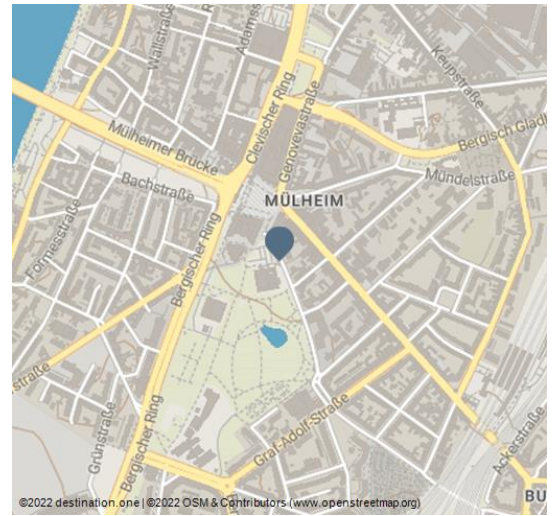 Wallstraße
Adamss
Clevischer Ring
Genovevastraße
Keupstraße
Bergisch Gladb
Mülheimer Brücke
Mündelstraße
Bachstraße
MÜLHEIM
Formesstraße
Bergischer Ring
straße
Grünstraße
Bergischer Ring
Graf-Adolf-Straße
Ackerstraße
BU
©2022 destination.one | ©2022 OSM & Contributors (www.openstreetmap.org)